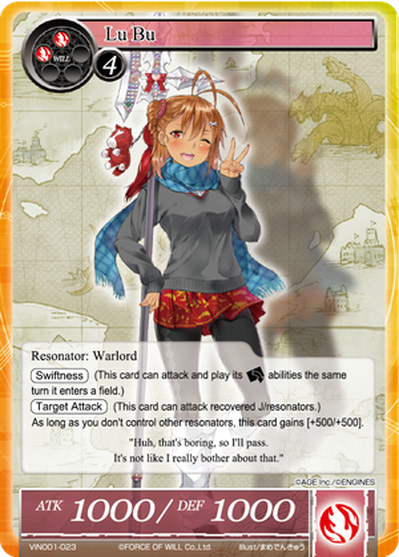 Lu Bu
WILL
4
Resonator: Warlord
Swiftness (This card can attack and play its abilities the same
turn it enters a field.)
Target Attack (This card can attack recovered J/resonators.)
As long as you don't control other resonators, this card gains [+500/+500].
"Huh, that's boring, so I'll pass.
It's not like I really bother about that."
©AGE Inc./©ENGINES
ATK 1000 / DEF 1000
VIN001-023 ©FORCE OF WILL Co.,Ltd. Illust/まめでんきゅう